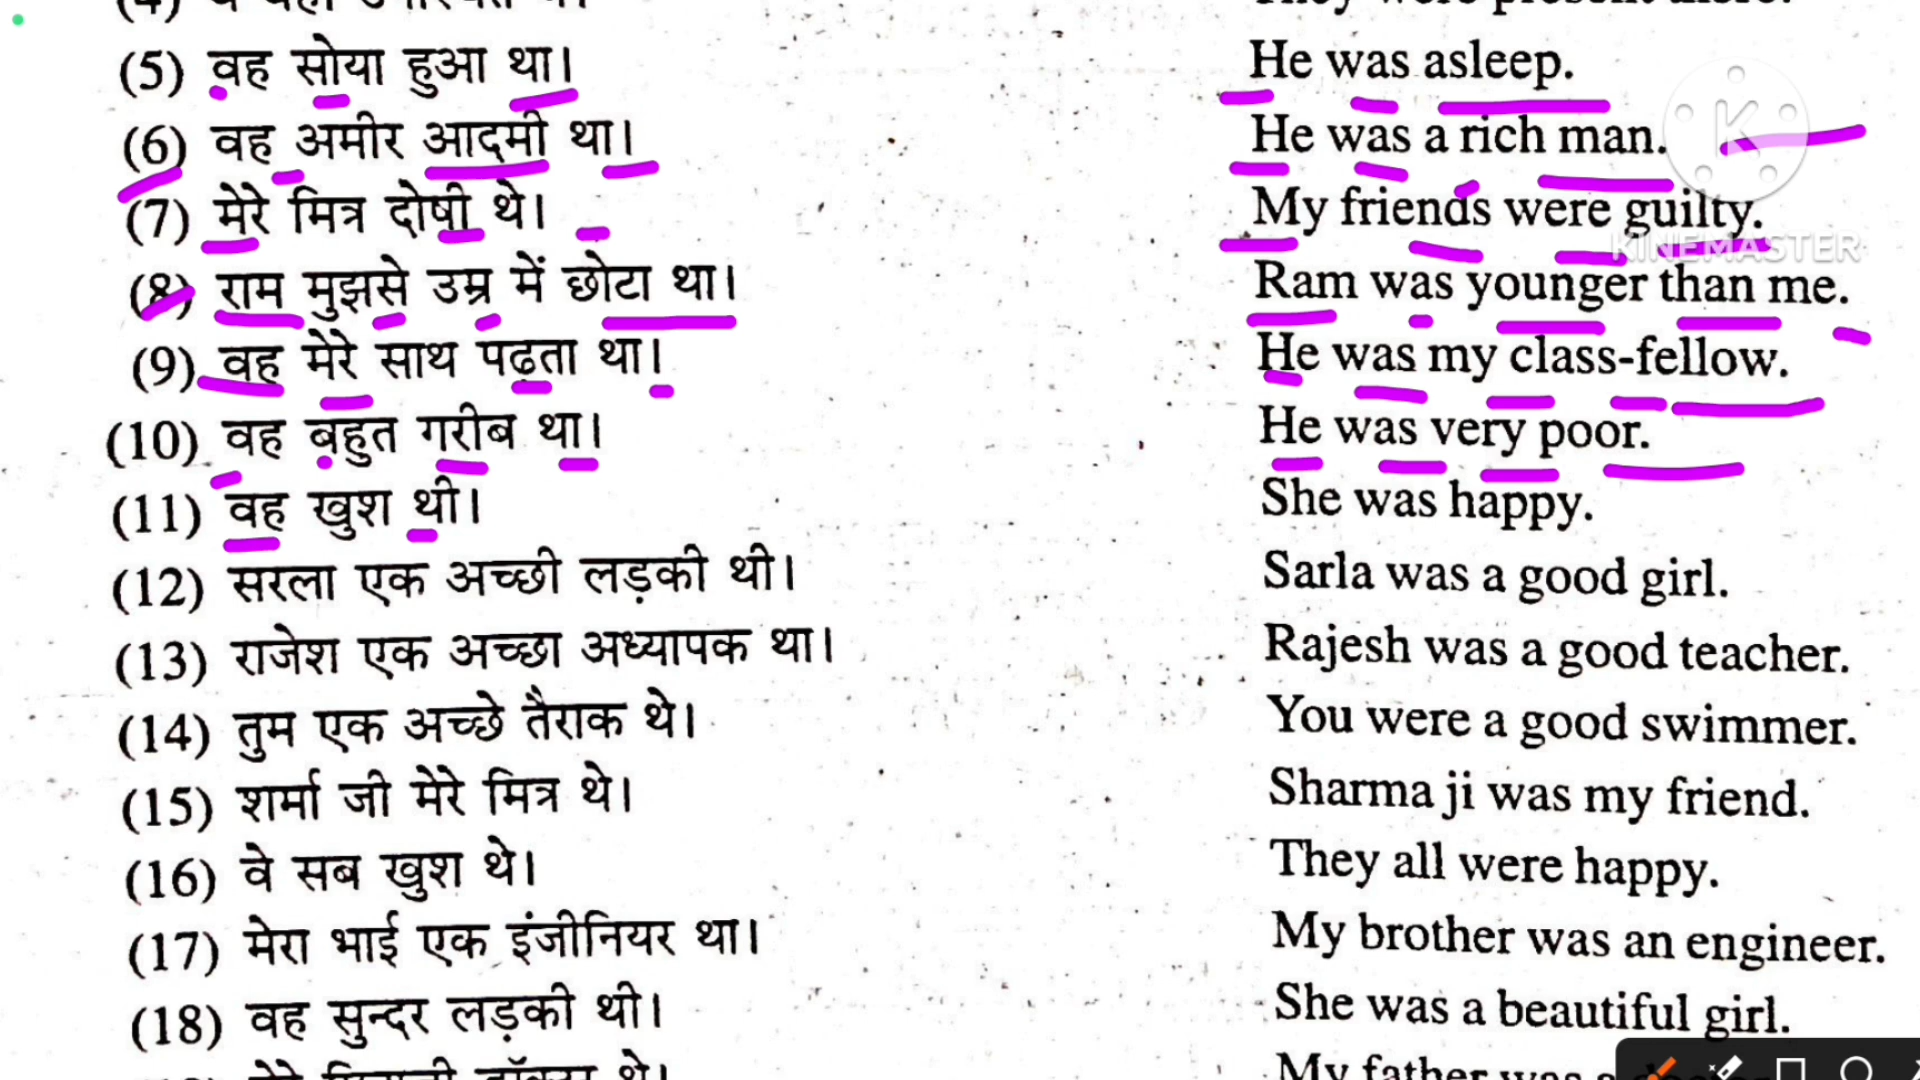 (5) वह सोया हुआ था। He was asleep.
(6) वह अमीर आदमी था। He was a rich man.
(7) मेरे मित्र दोषी थे। My friends were guilty.
KINEMASTER
(8) राम मुझसे उम्र में छोटा था। Ram was younger than me.
(9) वह मेरे साथ पढ़ता था। He was my class-fellow.
(10) वह बहुत गरीब था। He was very poor.
(11) वह खुश थी। She was happy.
(12) सरला एक अच्छी लड़की थी। Sarla was a good girl.
(13) राजेश एक अच्छा अध्यापक था। Rajesh was a good teacher.
(14) तुम एक अच्छे तैराक थे। You were a good swimmer.
(15) शर्मा जी मेरे मित्र थे। Sharma ji was my friend.
(16) वे सब खुश थे। They all were happy.
(17) मेरा भाई एक इंजीनियर था। My brother was an engineer.
(18) वह सुन्दर लड़की थी। She was a beautiful girl.
My father was a